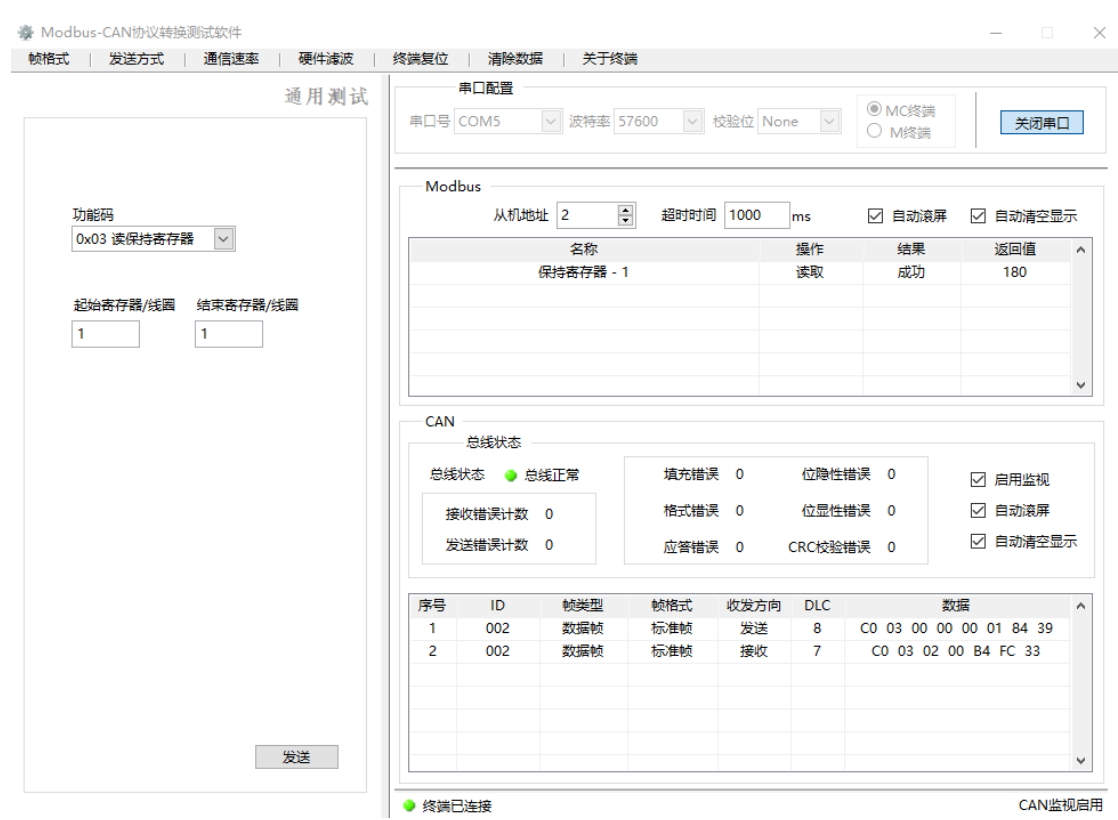 Modbus-CAN协议转换测试软件
帧格式 | 发送方式 | 通信速率 | 硬件滤波 | 终端复位 | 清除数据 | 关于终端
通用测试
功能码
0x03 读保持寄存器
起始寄存器/线圈 结束寄存器/线圈
1 1
发送
串口配置
串口号 COM5 波特率 57600 校验位 None
MC终端
M终端
关闭串口
Modbus
从机地址 2 超时时间 1000 ms 自动滚屏 自动清空显示
名称 操作 结果 返回值
保持寄存器 - 1 读取 成功 180
CAN
总线状态
总线状态 总线正常
接收错误计数 0
发送错误计数 0
填充错误 0 位隐性错误 0
格式错误 0 位显性错误 0
应答错误 0 CRC校验错误 0
启用监视
自动滚屏
自动清空显示
序号 ID 帧类型 帧格式 收发方向 DLC 数据
1 002 数据帧 标准帧 发送 8 C0 03 00 00 00 01 84 39
2 002 数据帧 标准帧 接收 7 C0 03 02 00 B4 FC 33
终端已连接 CAN监视启用